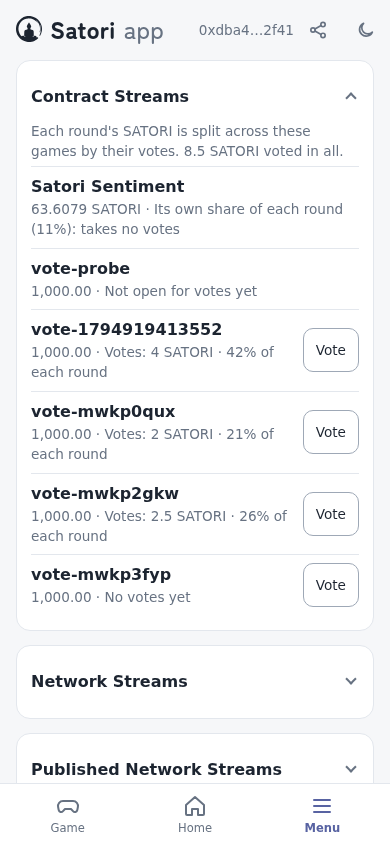 Satori app
0xdba4...2f41
Contract Streams
Each round's SATORI is split across these
games by their votes. 8.5 SATORI voted in all.
Satori Sentiment
63.6079 SATORI · Its own share of each round
(11%): takes no votes
vote-probe
1,000.00 · Not open for votes yet
vote-1794919413552
1,000.00 · Votes: 4 SATORI · 42% of
each round
Vote
vote-mwkp0qux
1,000.00 · Votes: 2 SATORI · 21% of
each round
Vote
vote-mwkp2gkw
1,000.00 · Votes: 2.5 SATORI · 26% of
each round
Vote
vote-mwkp3fyp
1,000.00 · No votes yet
Vote
Network Streams
Published Network Streams
Game
Home
Menu